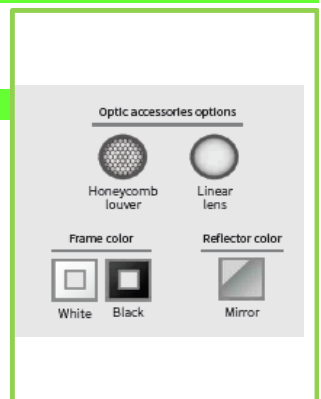 Optic accessories options
Honeycomb louver
Linear lens
Frame color
Reflector color
White
Black
Mirror